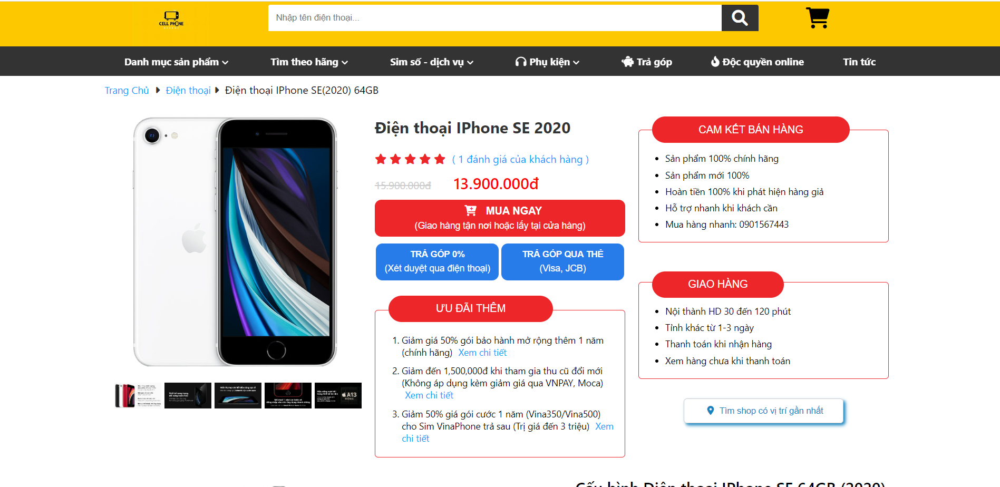 CELL PHONE
Nhập tên điện thoại...
Danh mục sản phẩm
Tìm theo hãng
Sim số - dịch vụ
Phụ kiện
Trả góp
Độc quyền online
Tin tức
Trang Chủ
Điện thoại
Điện thoại IPhone SE(2020) 64GB
Điện thoại IPhone SE 2020
( 1 đánh giá của khách hàng )
15.900.000đ
13.900.000đ
MUA NGAY
(Giao hàng tận nơi hoặc lấy tại cửa hàng)
TRẢ GÓP 0%
(Xét duyệt qua điện thoại)
TRẢ GÓP QUA THẺ
(Visa, JCB)
ƯU ĐÃI THÊM
1. Giảm giá 50% gói bảo hành mở rộng thêm 1 năm
(chính hãng) Xem chi tiết
2. Giảm đến 1,500,000đ khi tham gia thu cũ đổi mới
(Không áp dụng kèm giảm giá qua VNPAY, Moca)
Xem chi tiết
3. Giảm 50% giá gói cước 1 năm (Vina350/Vina500)
cho Sim VinaPhone trả sau (Trị giá đến 3 triệu) Xem
chi tiết
CAM KẾT BÁN HÀNG
Sản phẩm 100% chính hãng
Sản phẩm mới 100%
Hoàn tiền 100% khi phát hiện hàng giả
Hỗ trợ nhanh khi khách cần
Mua hàng nhanh: 0901567443
GIAO HÀNG
Nội thành HD 30 đến 120 phút
Tỉnh khác từ 1-3 ngày
Thanh toán khi nhận hàng
Xem hàng chưa khi thanh toán
Tìm shop có vị trí gần nhất
A13
Cấu hình Điện thoại IPhone SE 64GB (2020)